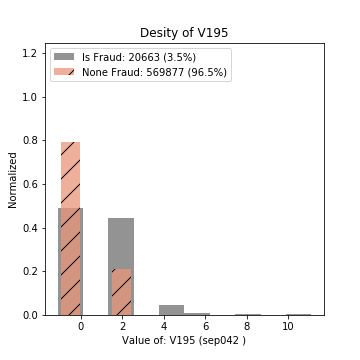 Desity of V195
Is Fraud: 20663 (3.5%)
None Fraud: 569877 (96.5%)
1.2
1.0
0.8
0.6
0.4
0.2
0.0
Normalized
0 2 4 6 8 10
Value of: V195 (sep042 )